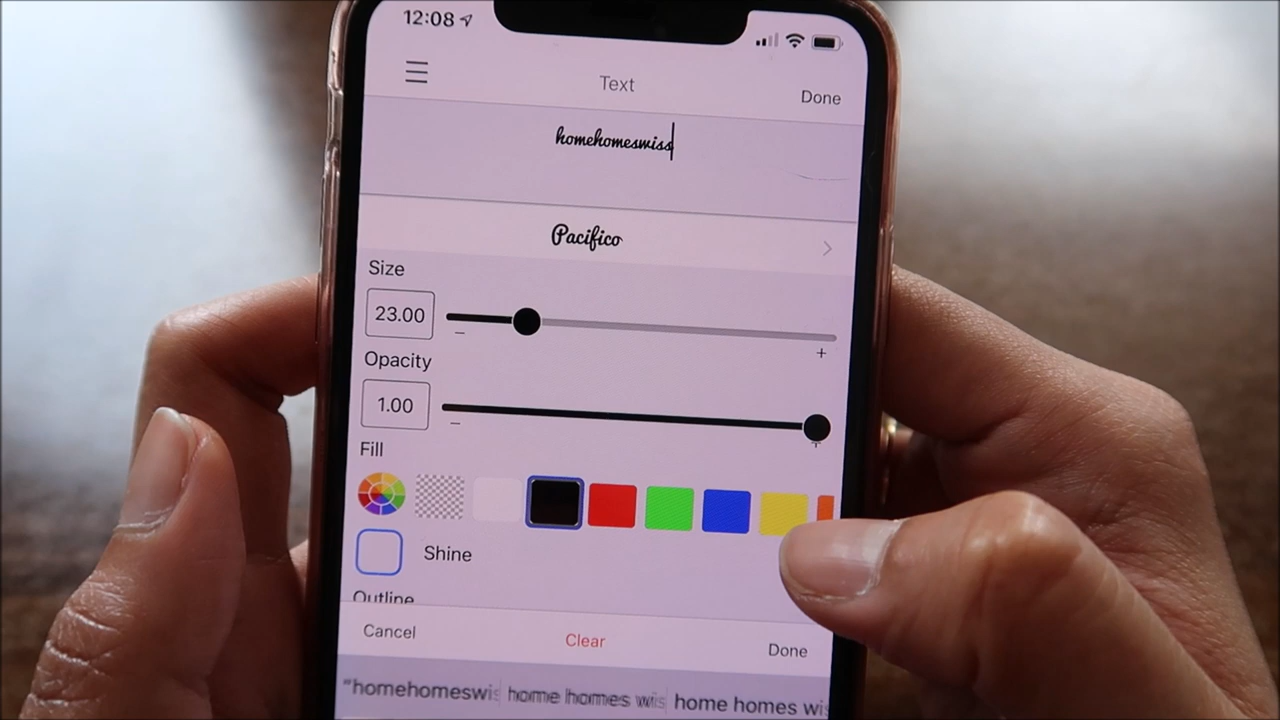 12:08
Text
Done
homehomeswiss
Pacifico
Size
23.00
− +
Opacity
1.00
− +
Fill
Shine
Outline
Cancel Clear Done
"homehomeswis home homes wis home homes wis